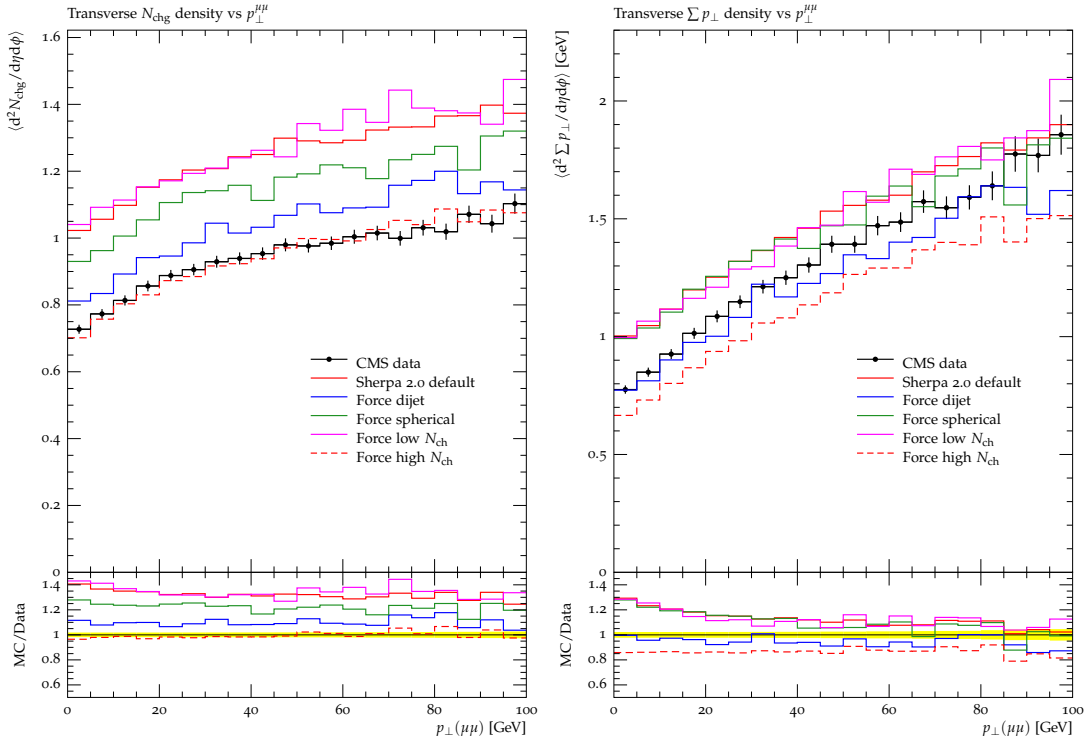 Transverse N_chg density vs p_⊥^μμ
⟨d²N_chg/dηdϕ⟩
1.6
1.4
1.2
1
0.8
0.6
0.4
0.2
0
CMS data
Sherpa 2.0 default
Force dijet
Force spherical
Force low N_ch
Force high N_ch
MC/Data
1.4
1.2
1
0.8
0.6
0 20 40 60 80 100
p_⊥(μμ) [GeV]
Transverse ∑ p_⊥ density vs p_⊥^μμ
⟨d² ∑ p_⊥/dηdϕ⟩ [GeV]
2
1.5
1
0.5
0
CMS data
Sherpa 2.0 default
Force dijet
Force spherical
Force low N_ch
Force high N_ch
MC/Data
1.4
1.2
1
0.8
0.6
0 20 40 60 80 100
p_⊥(μμ) [GeV]